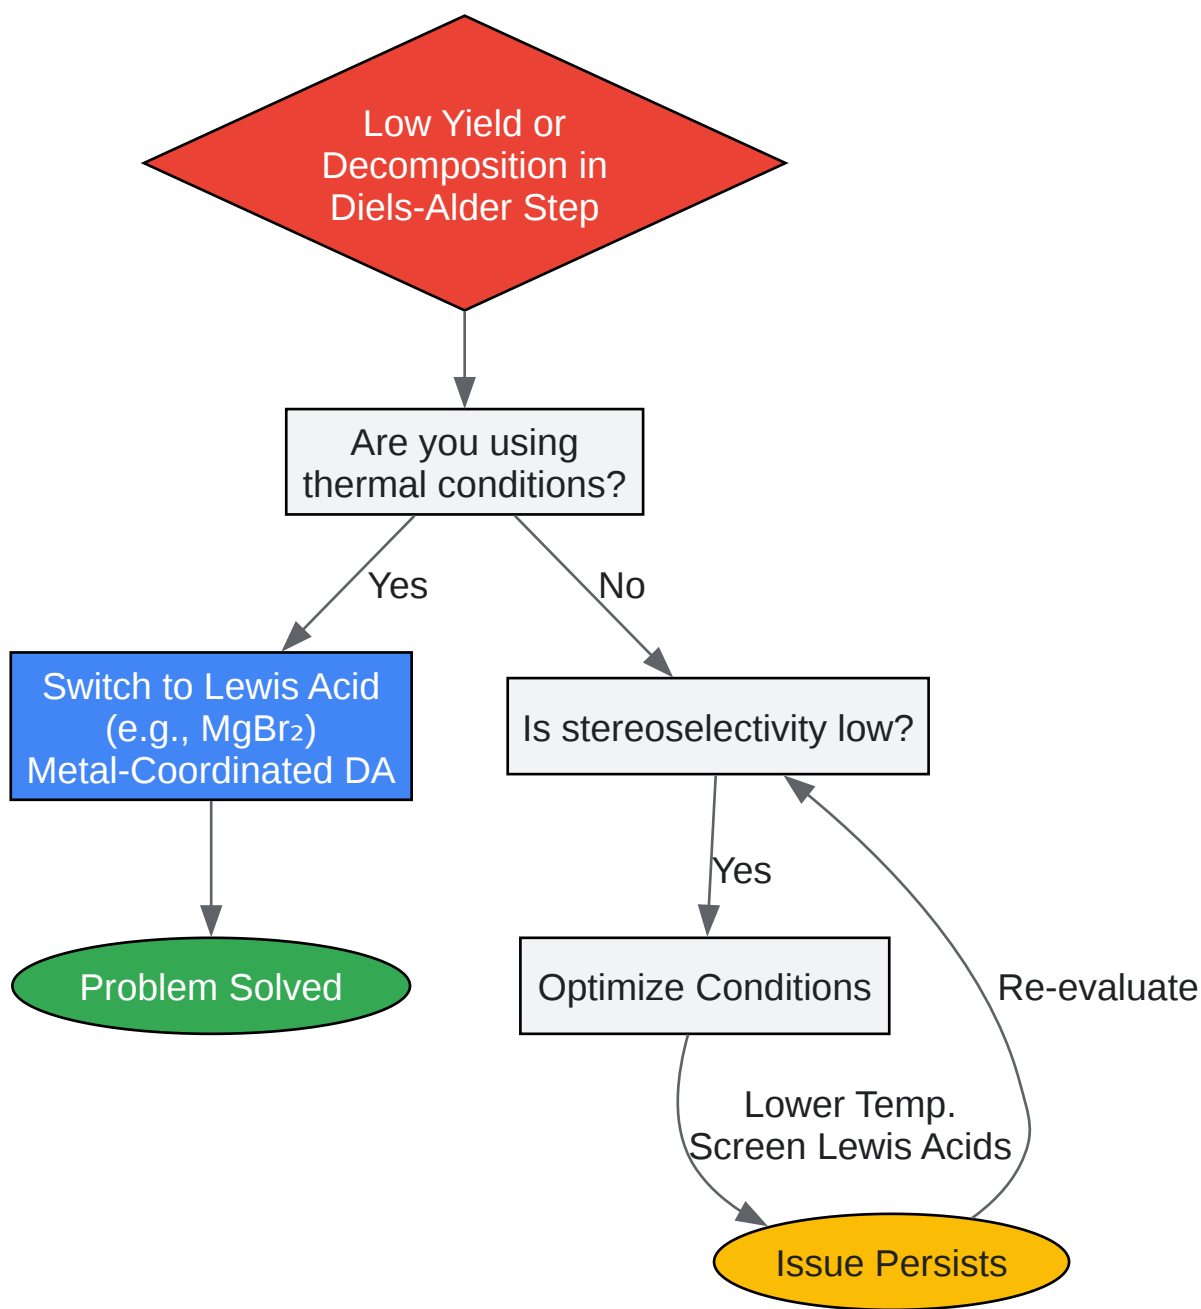 Low Yield or
Decomposition in
Diels-Alder Step
Are you using
thermal conditions?
Yes
No
Switch to Lewis Acid
(e.g., MgBr₂)
Metal-Coordinated DA
Is stereoselectivity low?
Yes
Problem Solved
Optimize Conditions
Re-evaluate
Lower Temp.
Screen Lewis Acids
Issue Persists